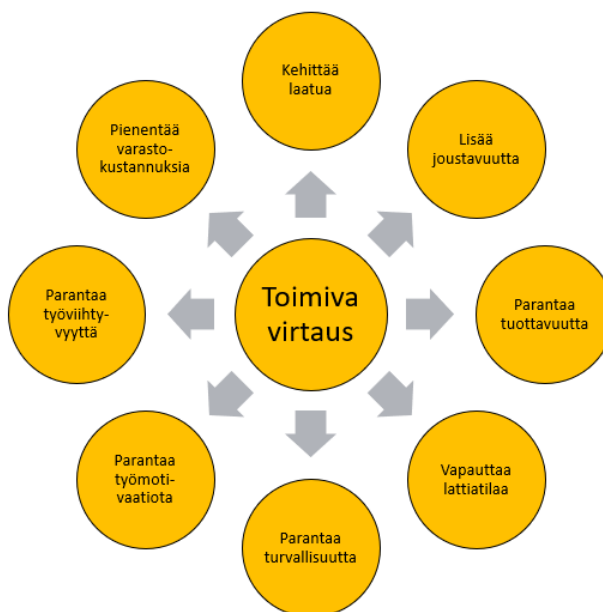 Kehittää
laatua
Lisää
joustavuutta
Parantaa
tuottavuutta
Vapauttaa
lattiatilaa
Parantaa
turvallisuutta
Parantaa
työmoti-
vaatiota
Parantaa
työviihty-
vyyttä
Pienentää
varasto-
kustannuksia
Toimiva
virtaus